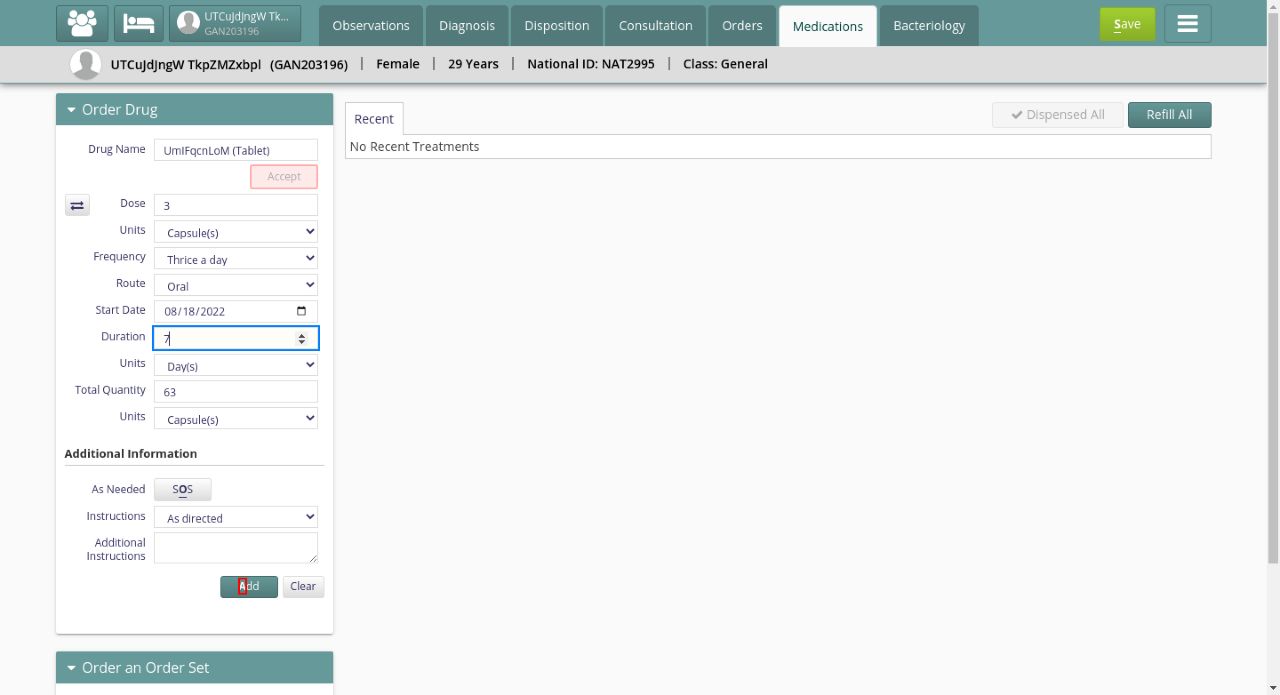 UTCuJdJngW Tk...
GAN203196
Observations
Diagnosis
Disposition
Consultation
Orders
Medications
Bacteriology
Save
UTCuJdJngW TkpZMZxbpl (GAN203196) | Female | 29 Years | National ID: NAT2995 | Class: General
Order Drug
Drug Name UmIFqcnLoM (Tablet)
Accept
Dose 3
Units Capsule(s)
Frequency Thrice a day
Route Oral
Start Date 08/18/2022
Duration 7
Units Day(s)
Total Quantity 63
Units Capsule(s)
Additional Information
As Needed SOS
Instructions As directed
Additional
Instructions
Add Clear
Order an Order Set
Recent
Dispensed All
Refill All
No Recent Treatments